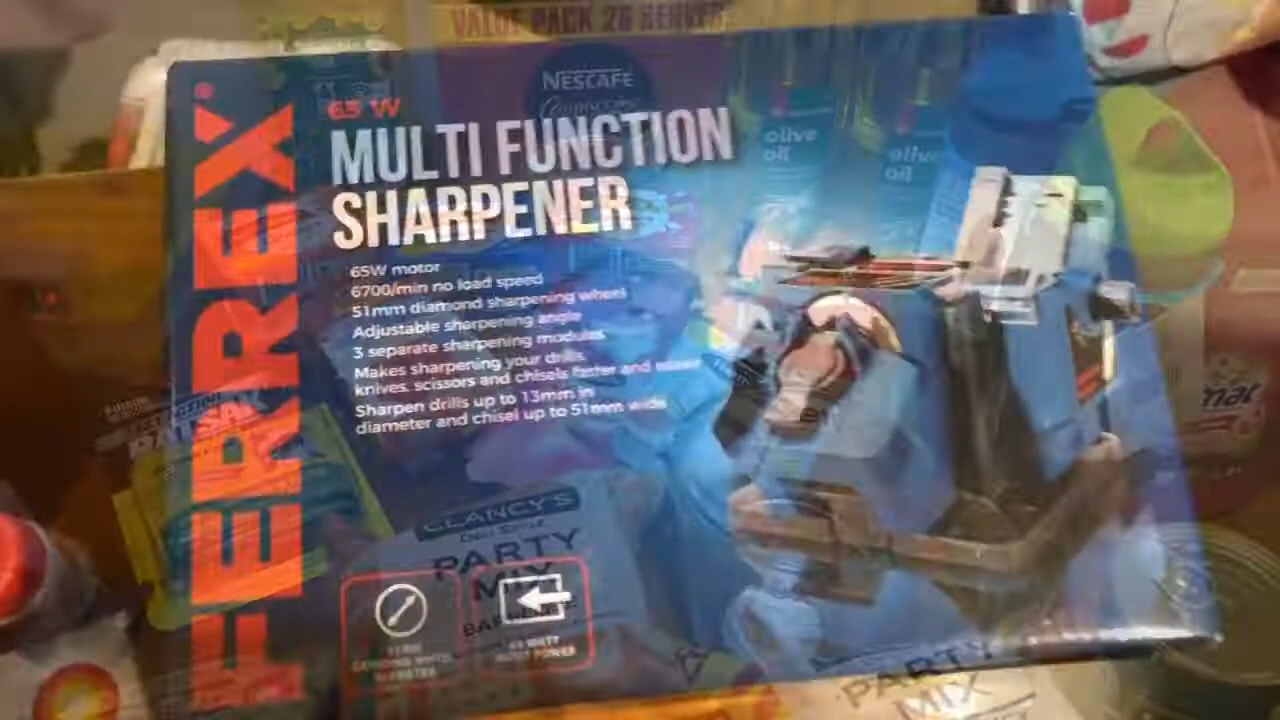 VALUE PACK 26
NESCAFÉ
FERREX
65 W
MULTI FUNCTION
SHARPENER
olive
oil
olive
oil
65W motor
6700/min no load speed
51mm diamond sharpening wheel
Adjustable sharpening angle
3 separate sharpening modules
Makes sharpening your drills
knives, scissors and chisels faster and easier
Sharpen drills up to 13mm in
diameter and chisel up to 51mm wide
CLANCY'S
PARTY
MIX
PARTY
MIX